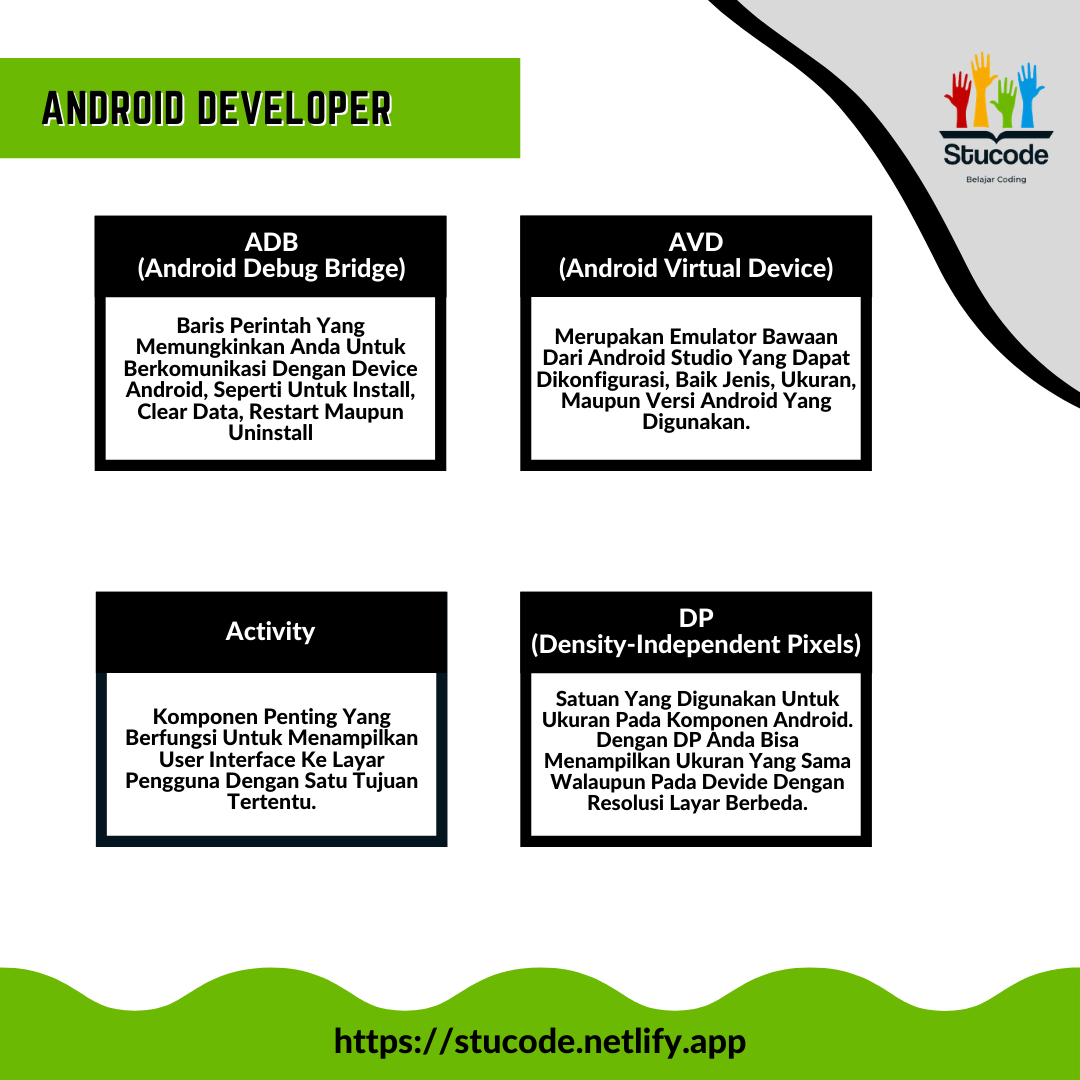 ANDROID DEVELOPER
Stucode
Belajar Coding
ADB
(Android Debug Bridge)
Baris Perintah Yang
Memungkinkan Anda Untuk
Berkomunikasi Dengan Device
Android, Seperti Untuk Install,
Clear Data, Restart Maupun
Uninstall
AVD
(Android Virtual Device)
Merupakan Emulator Bawaan
Dari Android Studio Yang Dapat
Dikonfigurasi, Baik Jenis, Ukuran,
Maupun Versi Android Yang
Digunakan.
Activity
Komponen Penting Yang
Berfungsi Untuk Menampilkan
User Interface Ke Layar
Pengguna Dengan Satu Tujuan
Tertentu.
DP
(Density-Independent Pixels)
Satuan Yang Digunakan Untuk
Ukuran Pada Komponen Android.
Dengan DP Anda Bisa
Menampilkan Ukuran Yang Sama
Walaupun Pada Devide Dengan
Resolusi Layar Berbeda.
https://stucode.netlify.app